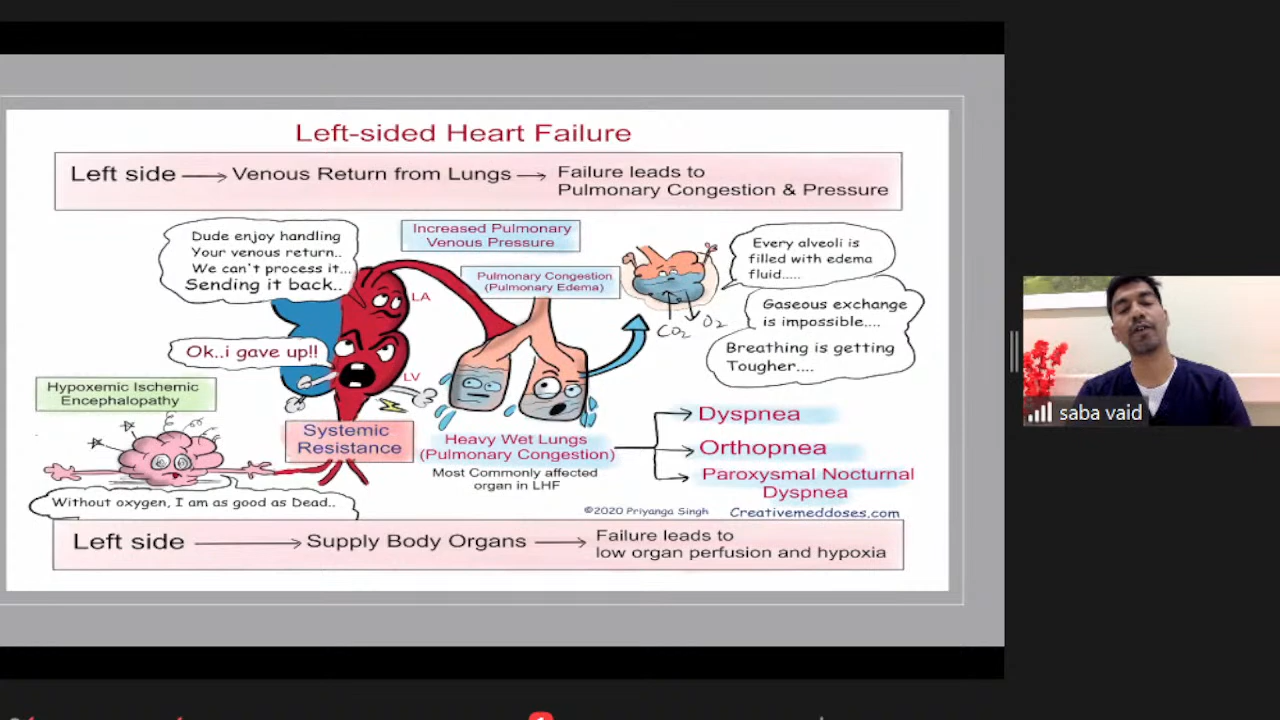 Left-sided Heart Failure
Left side → Venous Return from Lungs → Failure leads to
Pulmonary Congestion & Pressure
Dude enjoy handling
Your venous return..
We can't process it...
Sending it back..
Increased Pulmonary
Venous Pressure
Pulmonary Congestion
(Pulmonary Edema)
Every alveoli is
filled with edema
fluid.....
LA
Gaseous exchange
is impossible....
CO2 O2
Ok..i gave up!!
Breathing is getting
Tougher....
LV
Hypoxemic Ischemic
Encephalopathy
Systemic
Resistance
Heavy Wet Lungs
(Pulmonary Congestion)
Most Commonly affected
organ in LHF
Dyspnea
Orthopnea
Paroxysmal Nocturnal
Dyspnea
Without oxygen, I am as good as Dead..
©2020 Priyanga Singh Creativemeddoses.com
Left side → Supply Body Organs → Failure leads to
low organ perfusion and hypoxia
saba vaid